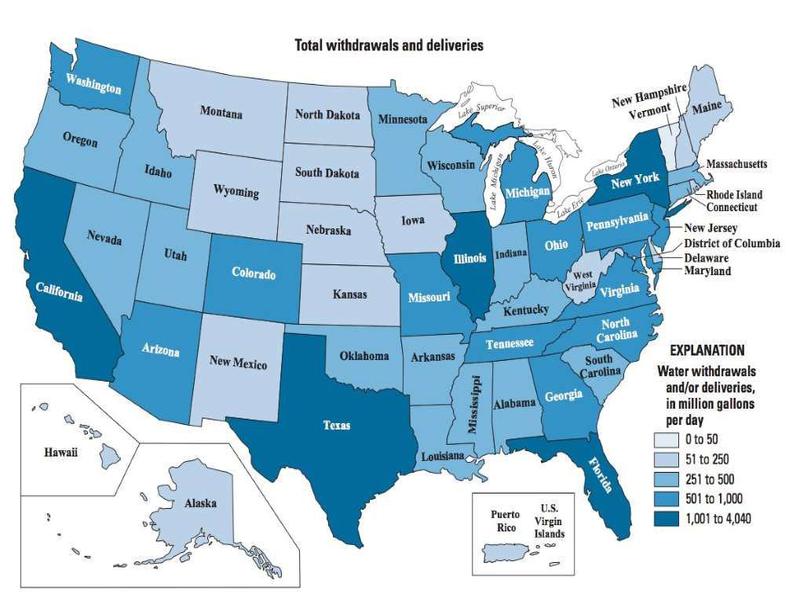 Total withdrawals and deliveries
Washington
Montana
North Dakota
Minnesota
Lake Superior
New Hampshire
Vermont
Maine
Oregon
Idaho
Wyoming
South Dakota
Wisconsin
Lake Michigan
Lake Huron
Michigan
Lake Ontario
Lake Erie
New York
Massachusetts
Rhode Island
Connecticut
Nevada
Utah
Colorado
Nebraska
Iowa
Illinois
Indiana
Ohio
Pennsylvania
New Jersey
District of Columbia
Delaware
Maryland
California
Kansas
Missouri
West
Virginia
Virginia
Kentucky
Arizona
New Mexico
Oklahoma
Arkansas
Tennessee
North
Carolina
South
Carolina
Texas
Louisiana
Mississippi
Alabama
Georgia
Florida
Hawaii
Alaska
Puerto
Rico
U.S.
Virgin
Islands
EXPLANATION
Water withdrawals
and/or deliveries,
in million gallons
per day
0 to 50
51 to 250
251 to 500
501 to 1,000
1,001 to 4,040